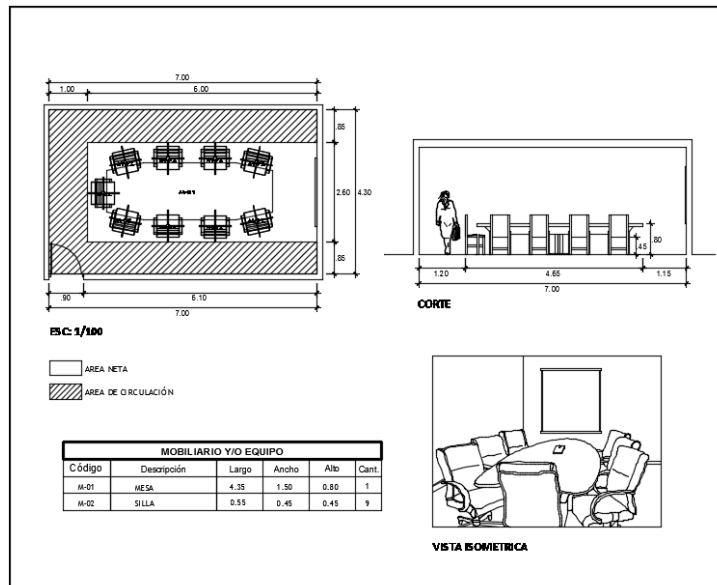 7.00
1.00 6.00
.85
2.60 4.30
.85
.90 6.10
7.00
ESC: 1/100
AREA NETA
AREA DE CIRCULACIÓN
.80
.45
1.20 4.65 1.15
7.00
CORTE
MOBILIARIO Y/O EQUIPO
Código Descripción Largo Ancho Alto Cant.
M-01 MESA 4.35 1.50 0.80 1
M-02 SILLA 0.55 0.45 0.45 9
VISTA ISOMETRICA